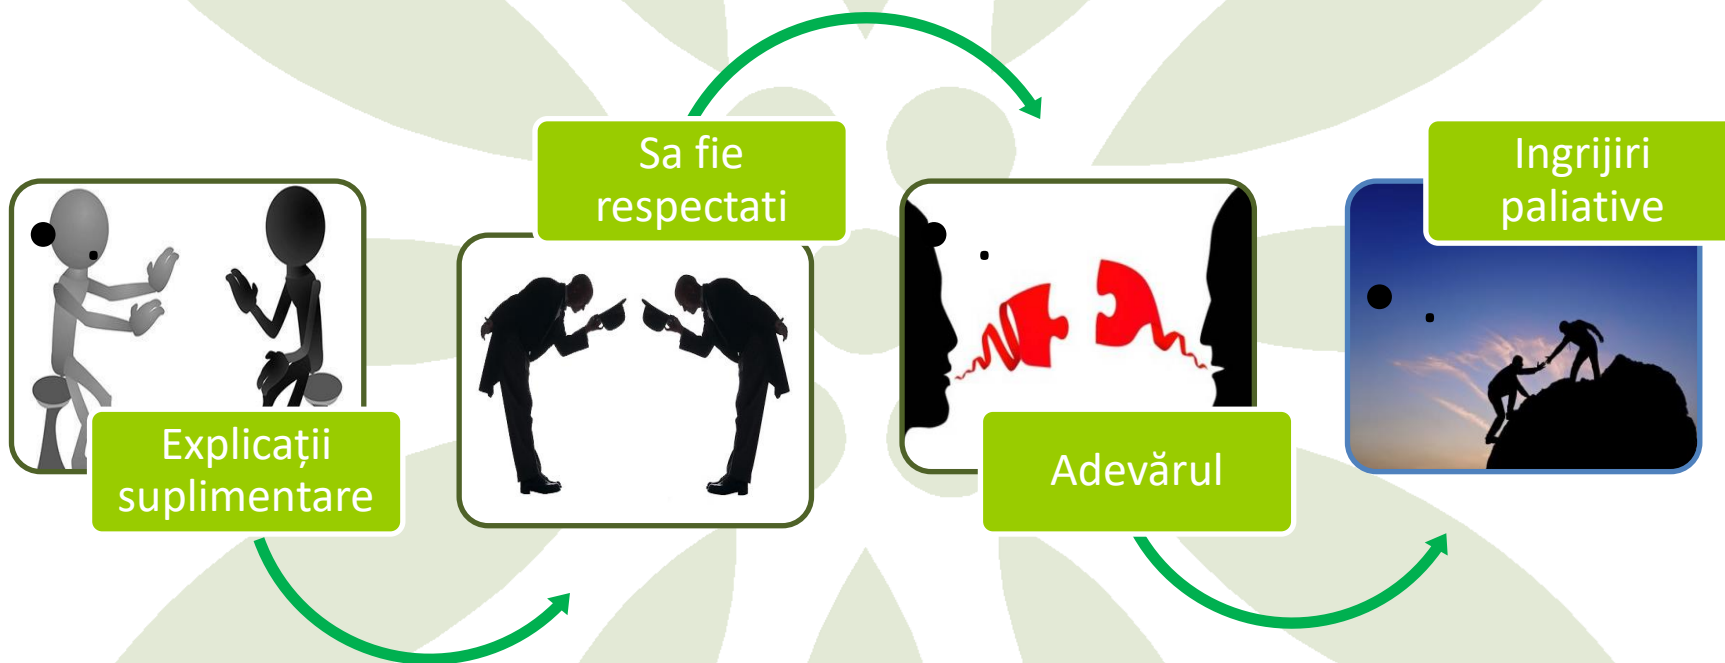 Explicații
suplimentare
Sa fie
respectati
Adevărul
Ingrijiri
paliative